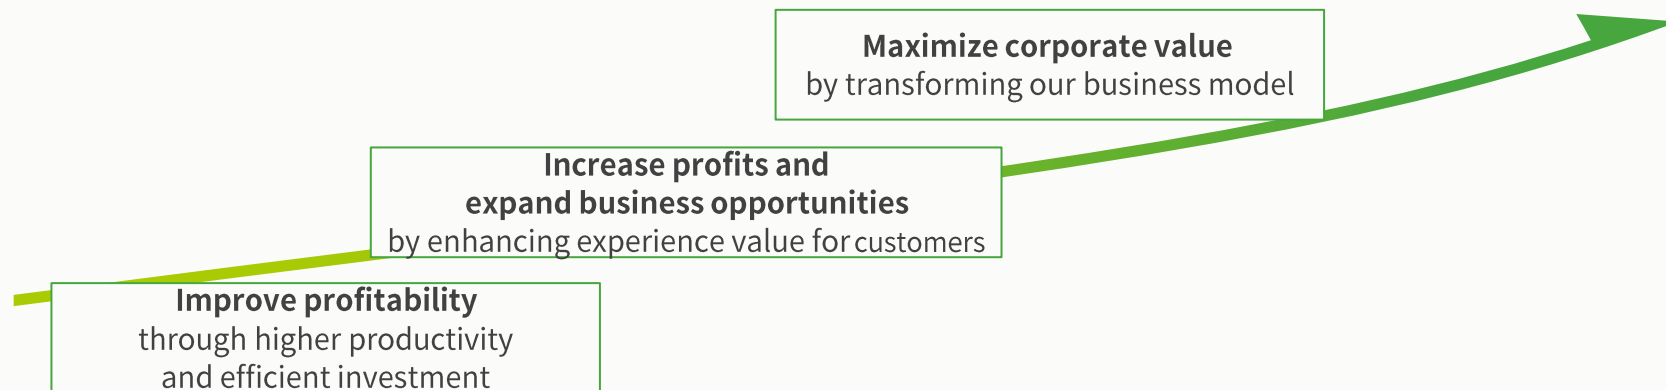 Maximize corporate value
by transforming our business model
Increase profits and
expand business opportunities
by enhancing experience value for customers
Improve profitability
through higher productivity
and efficient investment